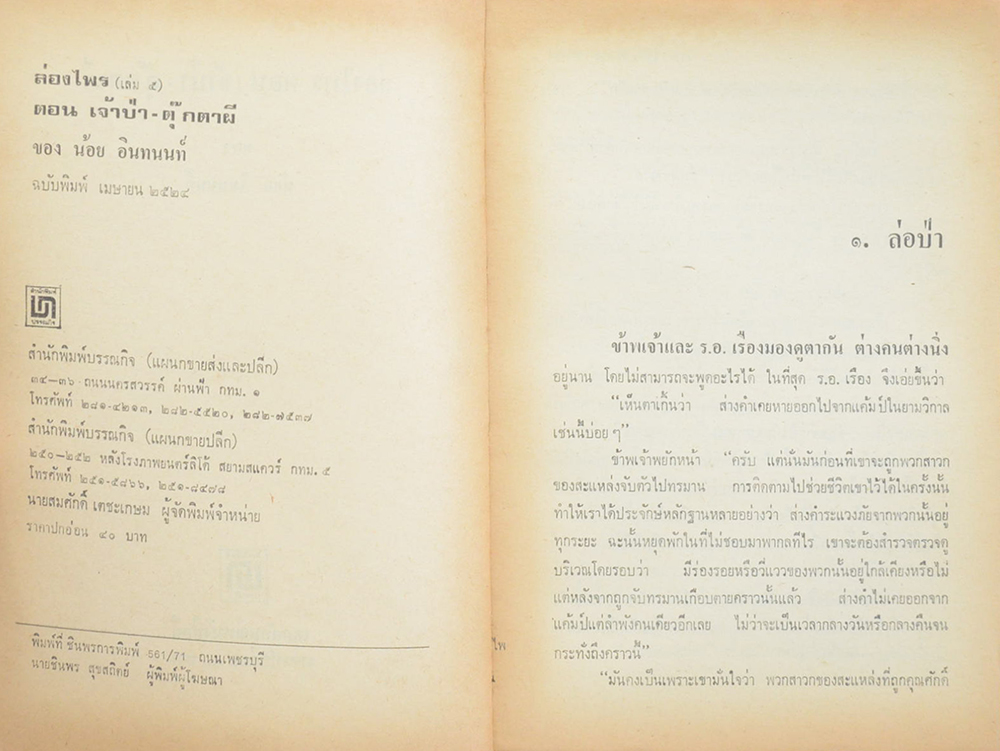 ล่องไพร (เล่ม ๕)
ตอน เจ้าป่า-ตุ๊กตาผี
ของ น้อย อินทนนท์
ฉบับพิมพ์ เมษายน ๒๕๒๔
สำนักพิมพ์
บรรณกิจ
สำนักพิมพ์บรรณกิจ (แผนกขายส่งและปลีก)
๓๔-๓๖ ถนนนครสวรรค์ ผ่านฟ้า กทม. ๑
โทรศัพท์ ๒๘๑-๔๒๑๓, ๒๘๒-๕๕๒๐, ๒๘๒-๗๕๓๗
สำนักพิมพ์บรรณกิจ (แผนกขายปลีก)
๒๕๐-๒๕๒ หลังโรงภาพยนตร์ลิโด้ สยามสแควร์ กทม. ๕
โทรศัพท์ ๒๕๑-๕๘๖๖, ๒๕๑-๘๔๗๘
นายสมศักดิ์ เตชะเกษม ผู้จัดพิมพ์จำหน่าย
ราคาปกอ่อน ๔๐ บาท
พิมพ์ที่ ชินพรการพิมพ์ 561/71 ถนนเพชรบุรี
นายชินพร สุขสถิตย์ ผู้พิมพ์ผู้โฆษณา
๑. ล่อป่า
ข้าพเจ้าและ ร.อ. เรืองมองดูตากัน ต่างคนต่างนิ่ง
อยู่นาน โดยไม่สามารถจะพูดอะไรได้ ในที่สุด ร.อ. เรือง จึงเอ่ยขึ้นว่า
“เห็นตาเกิ้นว่า ส่างคำเคยหายออกไปจากแค้มป์ในยามวิกาล
เช่นนี้บ่อย ๆ”
ข้าพเจ้าพยักหน้า “ครับ แต่นั่นมันก่อนที่เขาจะถูกพวกสาวก
ของสะแหล่งจับตัวไปทรมาน การติดตามไปช่วยชีวิตเขาไว้ได้ในครั้งนั้น
ทำให้เราได้ประจักษ์หลักฐานหลายอย่างว่า ส่างคำระแวงภัยจากพวกนั้นอยู่
ทุกระยะ ฉะนั้นหยุดพักในที่ไม่ชอบมาพากลทีไร เขาจะต้องสำรวจตรวจดู
บริเวณโดยรอบว่า มีร่องรอยหรือวี่แววของพวกนั้นอยู่ใกล้เคียงหรือไม่
แต่หลังจากถูกจับทรมานเกือบตายคราวนั้นแล้ว ส่างคำไม่เคยออกจาก
แค้มป์แต่ลำพังคนเดียวอีกเลย ไม่ว่าจะเป็นเวลากลางวันหรือกลางคืนจน
กระทั่งถึงคราวนี้”
“มันคงเป็นเพราะเขามั่นใจว่า พวกสาวกของสะแหล่งที่ถูกคุณศักดิ์
ไพ